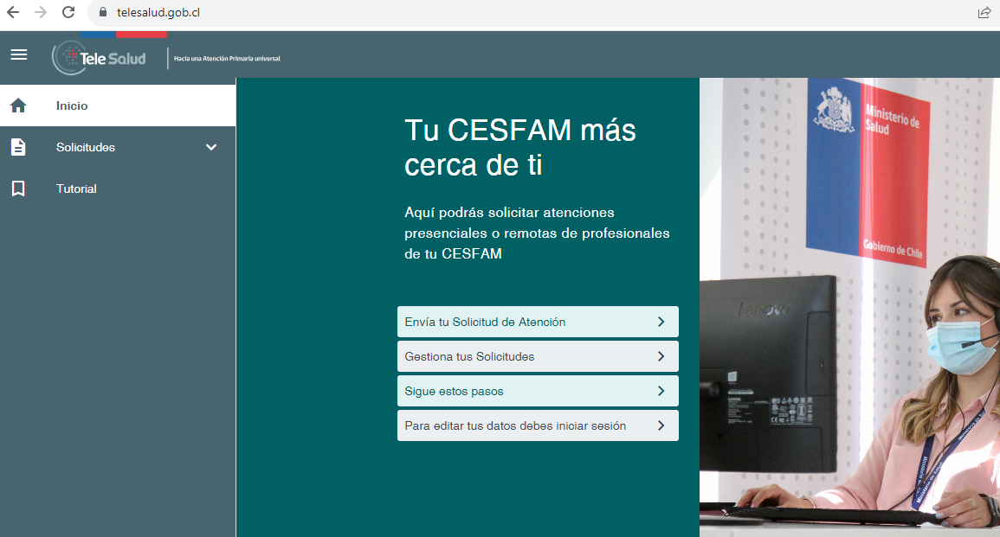 telesalud.gob.cl
Tele Salud
Hacia una Atención Primaria universal
Inicio
Solicitudes
Tutorial
Tu CESFAM más
cerca de ti
Aquí podrás solicitar atenciones
presenciales o remotas de profesionales
de tu CESFAM
Envía tu Solicitud de Atención
Gestiona tus Solicitudes
Sigue estos pasos
Para editar tus datos debes iniciar sesión
Ministerio de
Salud
Gobierno de Chile
Lenovo